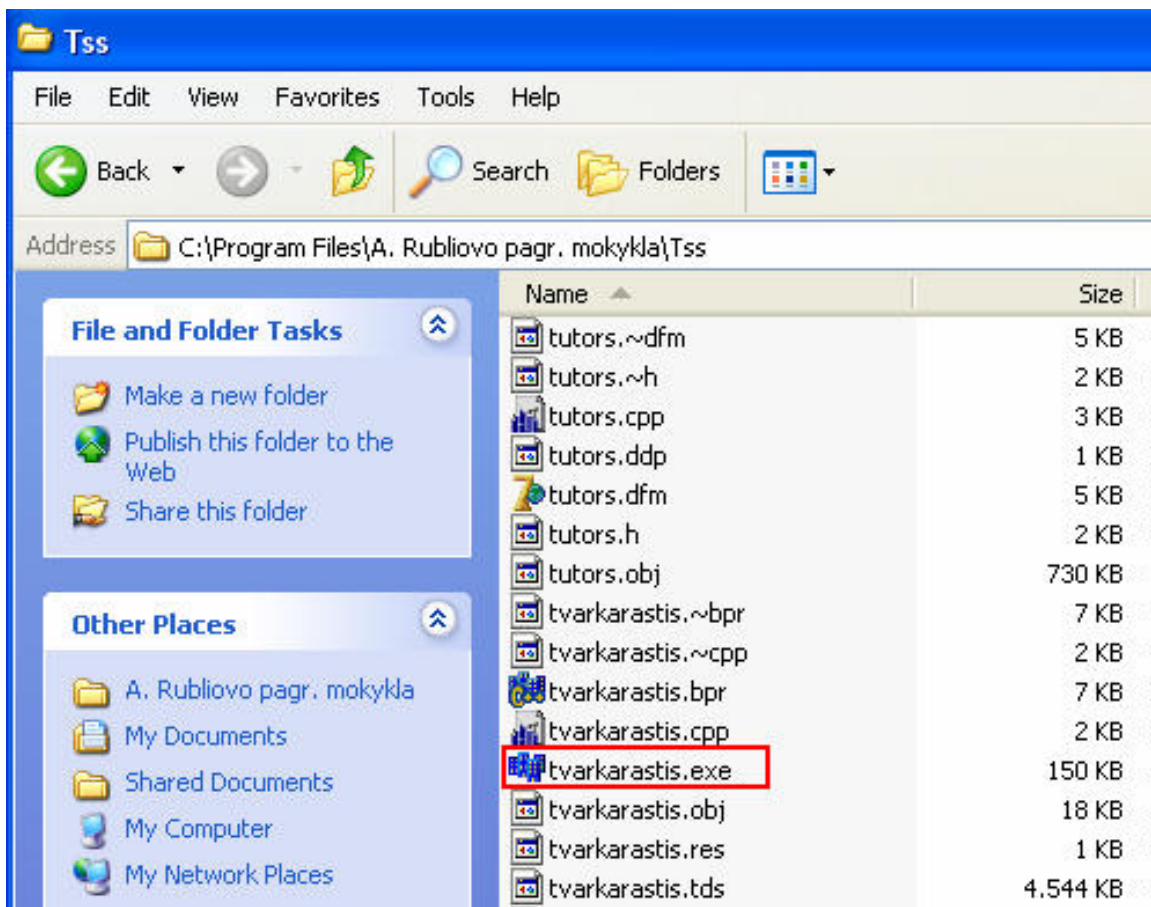 Tss
File Edit View Favorites Tools Help
Back Search Folders
Address C:\Program Files\A. Rubliovo pagr. mokykla\Tss
File and Folder Tasks
Make a new folder
Publish this folder to the
Web
Share this folder
Other Places
A. Rubliovo pagr. mokykla
My Documents
Shared Documents
My Computer
My Network Places
Name Size
tutors.~dfm 5 KB
tutors.~h 2 KB
tutors.cpp 3 KB
tutors.ddp 1 KB
tutors.dfm 5 KB
tutors.h 2 KB
tutors.obj 730 KB
tvarkarastis.~bpr 7 KB
tvarkarastis.~cpp 2 KB
tvarkarastis.bpr 7 KB
tvarkarastis.cpp 2 KB
tvarkarastis.exe 150 KB
tvarkarastis.obj 18 KB
tvarkarastis.res 1 KB
tvarkarastis.tds 4.544 KB